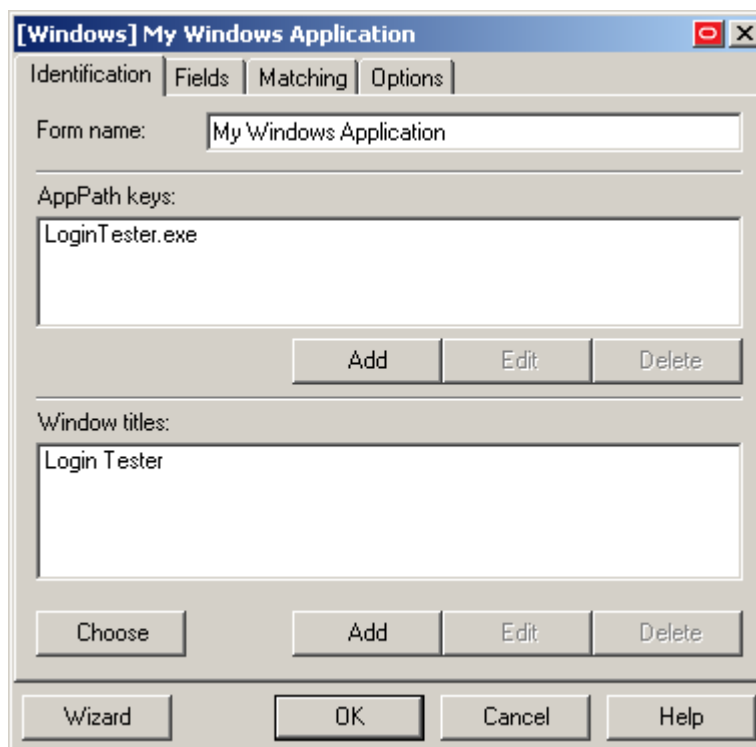 [Windows] My Windows Application
Identification Fields Matching Options
Form name: My Windows Application
AppPath keys:
LoginTester.exe
Add Edit Delete
Window titles:
Login Tester
Choose Add Edit Delete
Wizard OK Cancel Help